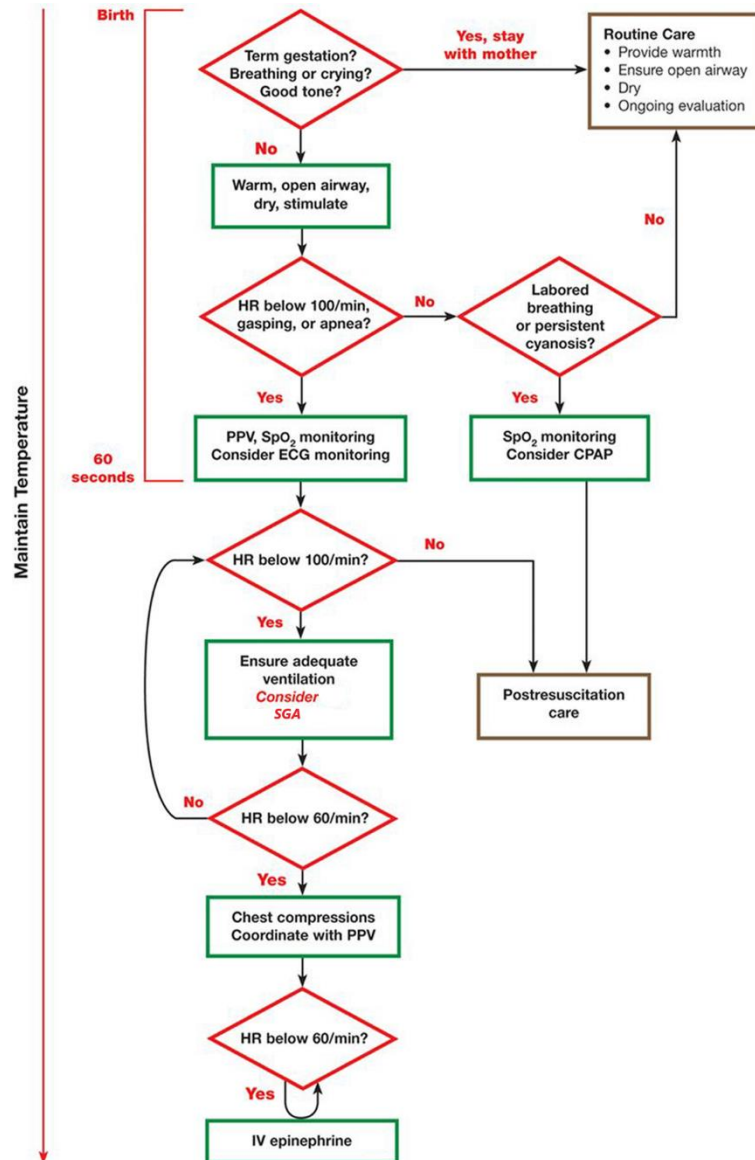 Birth
Term gestation?
Breathing or crying?
Good tone?
Yes, stay
with mother
Routine Care
• Provide warmth
• Ensure open airway
• Dry
• Ongoing evaluation
No
Warm, open airway,
dry, stimulate
No
HR below 100/min,
gasping, or apnea?
No
Labored
breathing
or persistent
cyanosis?
Yes
Yes
60
seconds
PPV, SpO₂ monitoring
Consider ECG monitoring
SpO₂ monitoring
Consider CPAP
Maintain Temperature
HR below 100/min?
No
Yes
Ensure adequate
ventilation
Consider
SGA
Postresuscitation
care
No
HR below 60/min?
Yes
Chest compressions
Coordinate with PPV
HR below 60/min?
Yes
IV epinephrine